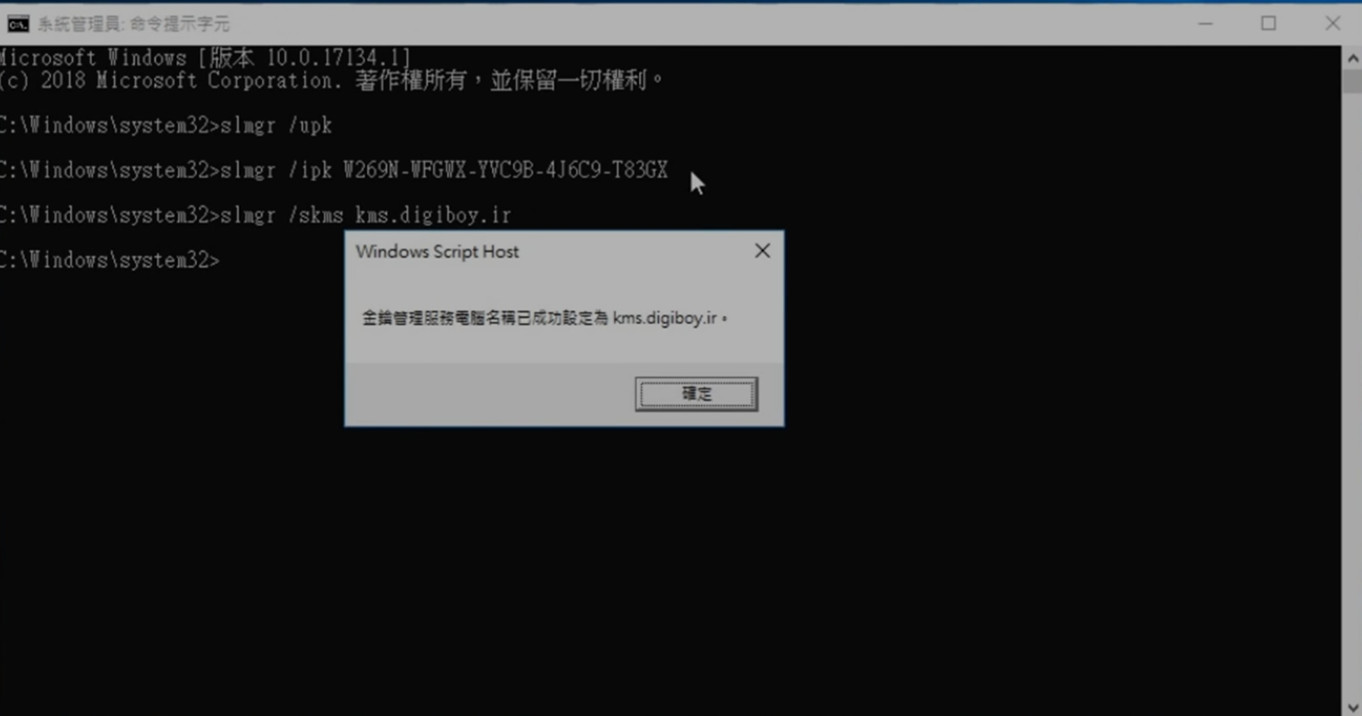 系統管理員: 命令提示字元
Microsoft Windows [版本 10.0.17134.1]
(c) 2018 Microsoft Corporation. 著作權所有，並保留一切權利。
C:\Windows\system32>slmgr /upk
C:\Windows\system32>slmgr /ipk W269N-WFGWX-YVC9B-4J6C9-T83GX
C:\Windows\system32>slmgr /skms kms.digiboy.ir
C:\Windows\system32>
Windows Script Host
金鑰管理服務電腦名稱已成功設定為 kms.digiboy.ir。
確定